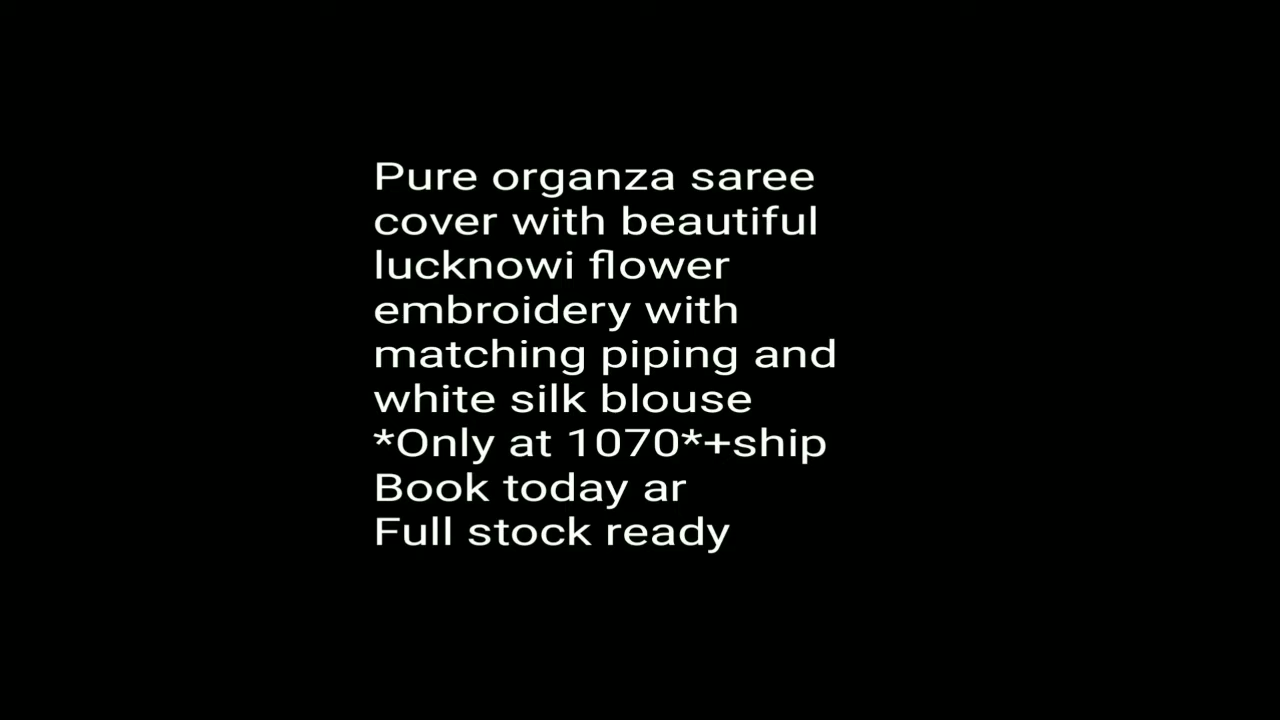 Pure organza saree
cover with beautiful
lucknowi flower
embroidery with
matching piping and
white silk blouse
*Only at 1070*+ship
Book today ar
Full stock ready